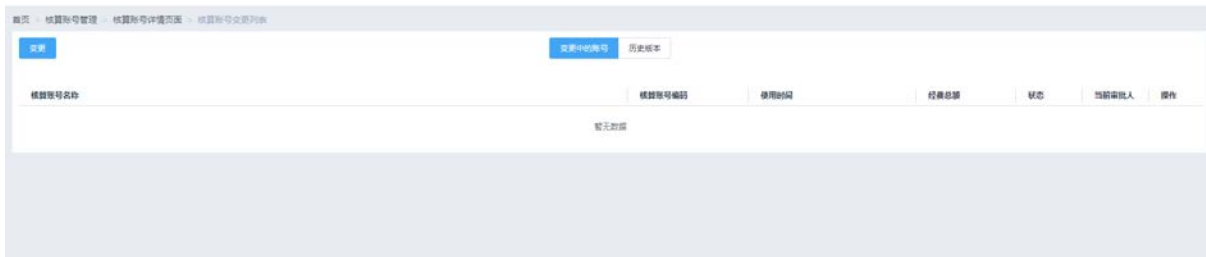 首页 > 核算账号管理 > 核算账号详情页面 > 核算账号变更列表
变更 变更中的账号 历史版本
核算账号名称 核算账号编码 使用时间 经费总额 状态 当前审批人 操作
暂无数据